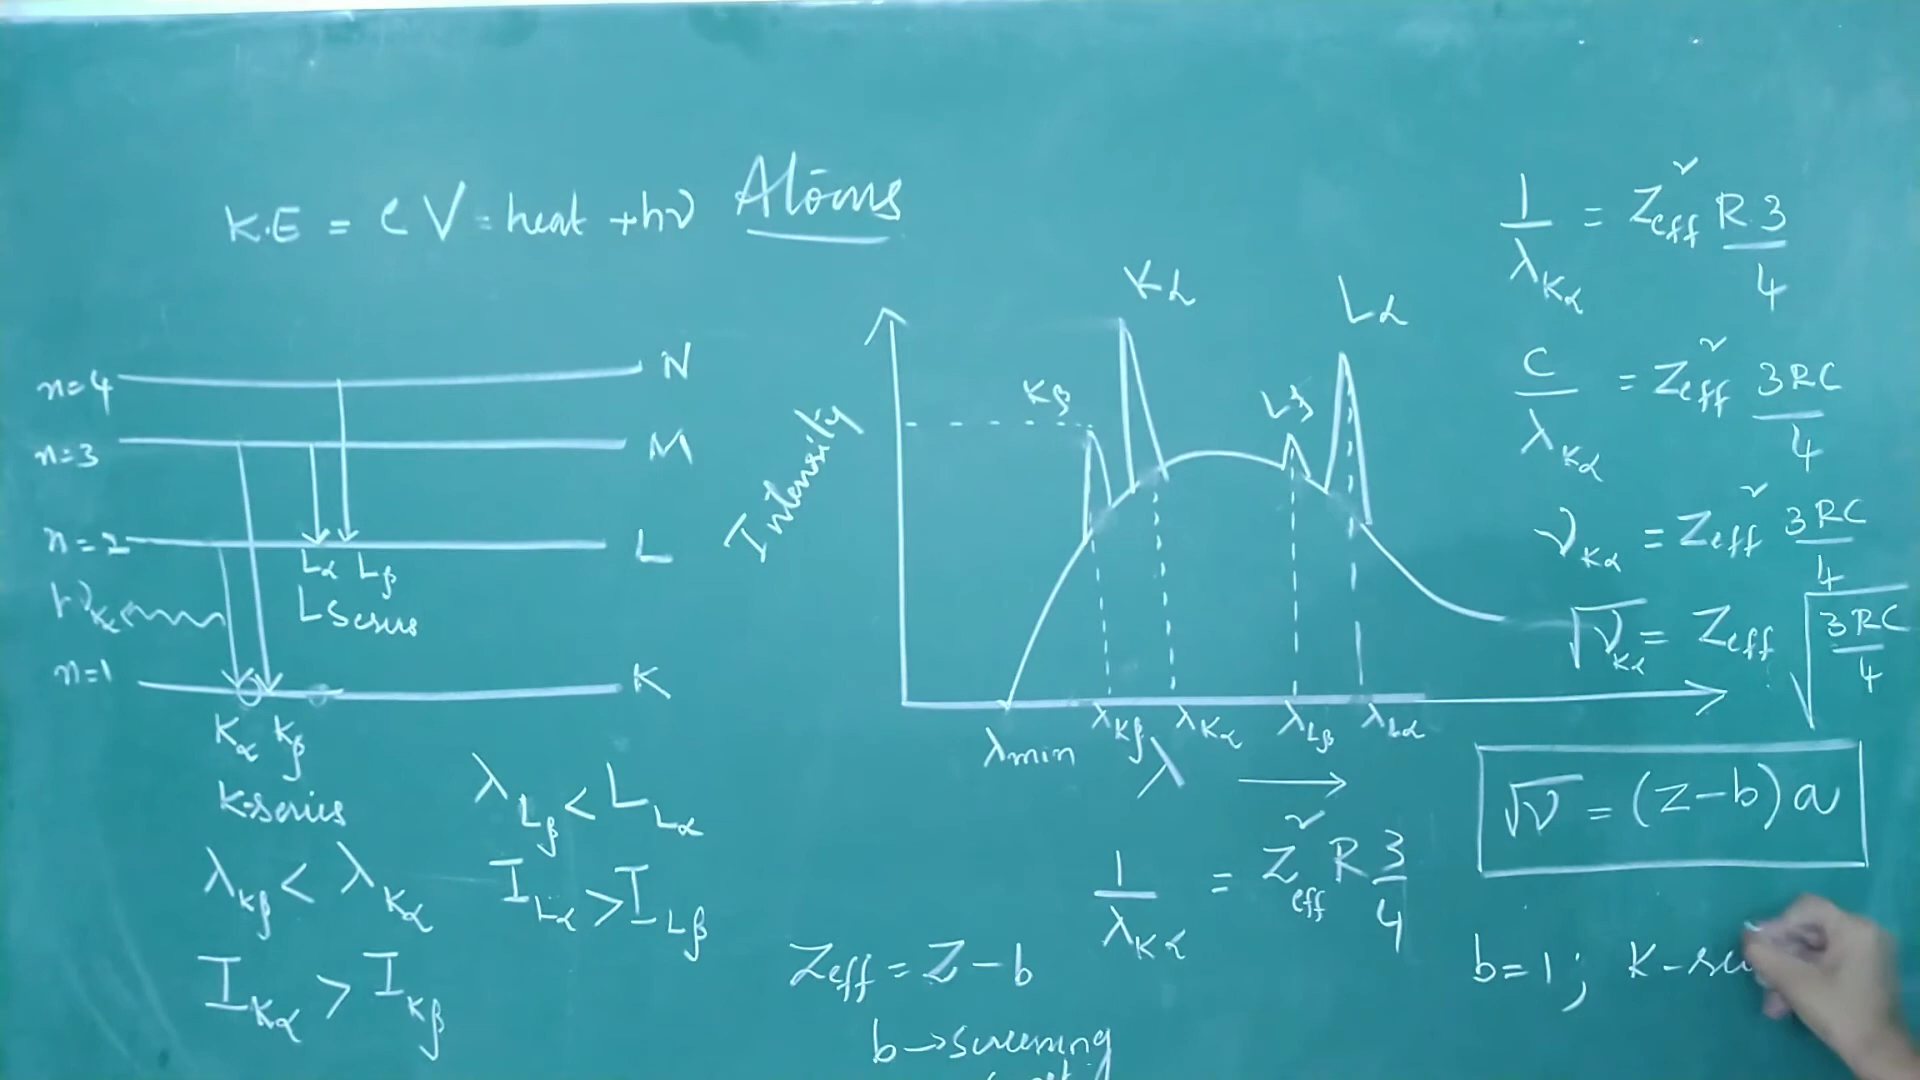 K.E = eV = heat + hν Atoms
n=4 N
n=3 M
n=2 L
Lα Lβ
L Series
n=1 K
Kα Kβ
K-series
λLβ < LLα
λKβ < λKα
ILα > ILβ
IKα > IKβ
Intensity
Kβ
Kα
Lβ
Lα
λmin λKβ λKα λLβ λLα
λ →
1/λKα = Z²eff R 3/4
Zeff = Z - b
b → screening
1/λKα = Z²eff R.3/4
C/λKα = Z²eff 3RC/4
νKα = Z²eff 3RC/4
√νKα = Zeff √3RC/4
√ν = (z-b)a
b=1; K-se